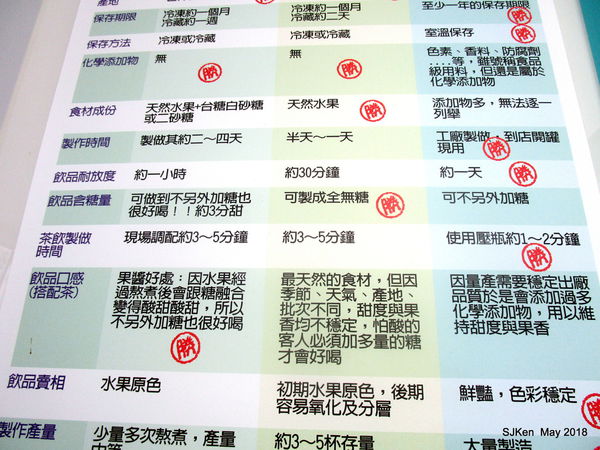 產地
保存期限 冷凍約一個月 冷凍約一個月 至少一年的保存期限
冷藏約一週 冷藏約二天
勝
保存方法 冷凍或冷藏 冷凍或冷藏 室溫保存
勝
化學添加物 無 無 色素、香料、防腐劑
勝 勝 ....等，雖號稱食品
級用料，但還是屬於
化學添加物
食材成份 天然水果+台糖白砂糖 天然水果 添加物多，無法逐一
或二砂糖 勝 列舉
製作時間 製做其約二～四天 半天～一天 工廠製做，到店開罐
現用 勝
飲品耐放度 約一小時 約30分鐘 約一天 勝
飲品含糖量 可做到不另外加糖也 可製成全無糖 勝 可不另外加糖
很好喝！！約3分甜
茶飲製做 現場調配約3～5分鐘 約3～5分鐘 使用壓瓶約1～2分鐘
時間 勝
飲品口感 果醬好處：因水果經 最天然的食材，但因 因量產需要穩定出廠
(搭配茶) 過熬煮後會跟糖融合 季節、天氣、產地、 品質於是會添加過多
變得酸甜酸甜，所以 批次不同，甜度與果 化學添加物，用以維
不另外加糖也很好喝 香均不穩定，怕酸的 持甜度與果香
勝 客人必須加多量的糖
才會好喝
飲品賣相 水果原色 初期水果原色，後期 鮮豔，色彩穩定
容易氧化及分層 勝
製作產量 少量多次熬煮，產量 約3～5杯存量 大量製造
勝
SJKen May 2018